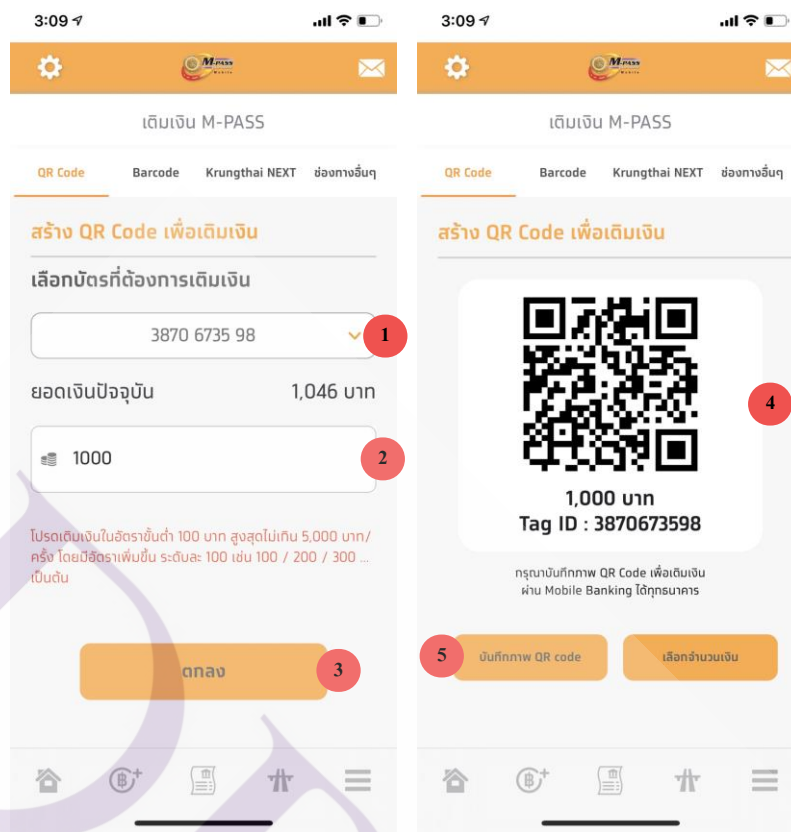 3:09
M-PASS
เติมเงิน M-PASS
QR Code Barcode Krungthai NEXT ช่องทางอื่นๆ
สร้าง QR Code เพื่อเติมเงิน
เลือกบัตรที่ต้องการเติมเงิน
3870 6735 98
1
ยอดเงินปัจจุบัน 1,046 บาท
1000
2
โปรดเติมเงินในอัตราขั้นต่ำ 100 บาท สูงสุดไม่เกิน 5,000 บาท/
ครั้ง โดยมีอัตราเพิ่มขึ้น ระดับละ 100 เช่น 100 / 200 / 300 ...
เป็นต้น
ตกลง
3
3:09
M-PASS
เติมเงิน M-PASS
QR Code Barcode Krungthai NEXT ช่องทางอื่นๆ
สร้าง QR Code เพื่อเติมเงิน
4
1,000 บาท
Tag ID : 3870673598
กรุณาบันทึกภาพ QR Code เพื่อเติมเงิน
ผ่าน Mobile Banking ได้ทุกธนาคาร
5
บันทึกภาพ QR code เลือกจำนวนเงิน